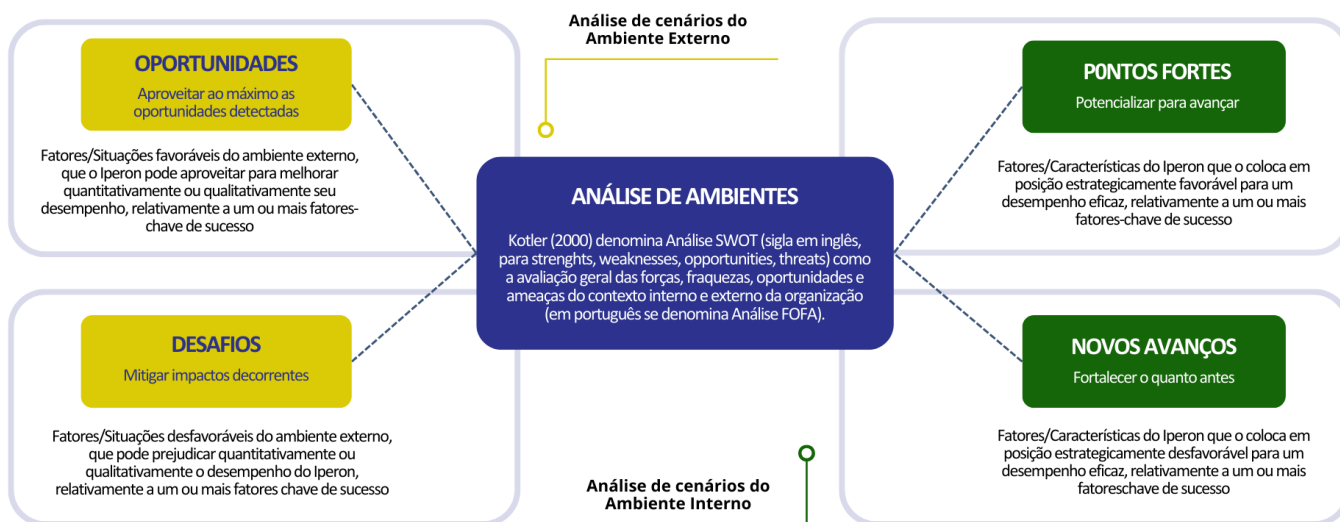 Análise de cenários do
Ambiente Externo
OPORTUNIDADES
Aproveitar ao máximo as
oportunidades detectadas
Fatores/Situações favoráveis do ambiente externo,
que o Iperon pode aproveitar para melhorar
quantitativamente ou qualitativamente seu
desempenho, relativamente a um ou mais fatores-
chave de sucesso
P0NTOS FORTES
Potencializar para avançar
Fatores/Características do Iperon que o coloca em
posição estrategicamente favorável para um
desempenho eficaz, relativamente a um ou mais
fatores-chave de sucesso
ANÁLISE DE AMBIENTES
Kotler (2000) denomina Análise SWOT (sigla em inglês,
para strenghts, weaknesses, opportunities, threats) como
a avaliação geral das forças, fraquezas, oportunidades e
ameaças do contexto interno e externo da organização
(em português se denomina Análise FOFA).
DESAFIOS
Mitigar impactos decorrentes
Fatores/Situações desfavoráveis do ambiente externo,
que pode prejudicar quantitativamente ou
qualitativamente o desempenho do Iperon,
relativamente a um ou mais fatores chave de sucesso
NOVOS AVANÇOS
Fortalecer o quanto antes
Fatores/Características do Iperon que o coloca em
posição estrategicamente desfavorável para um
desempenho eficaz, relativamente a um ou mais
fatoreschave de sucesso
Análise de cenários do
Ambiente Interno